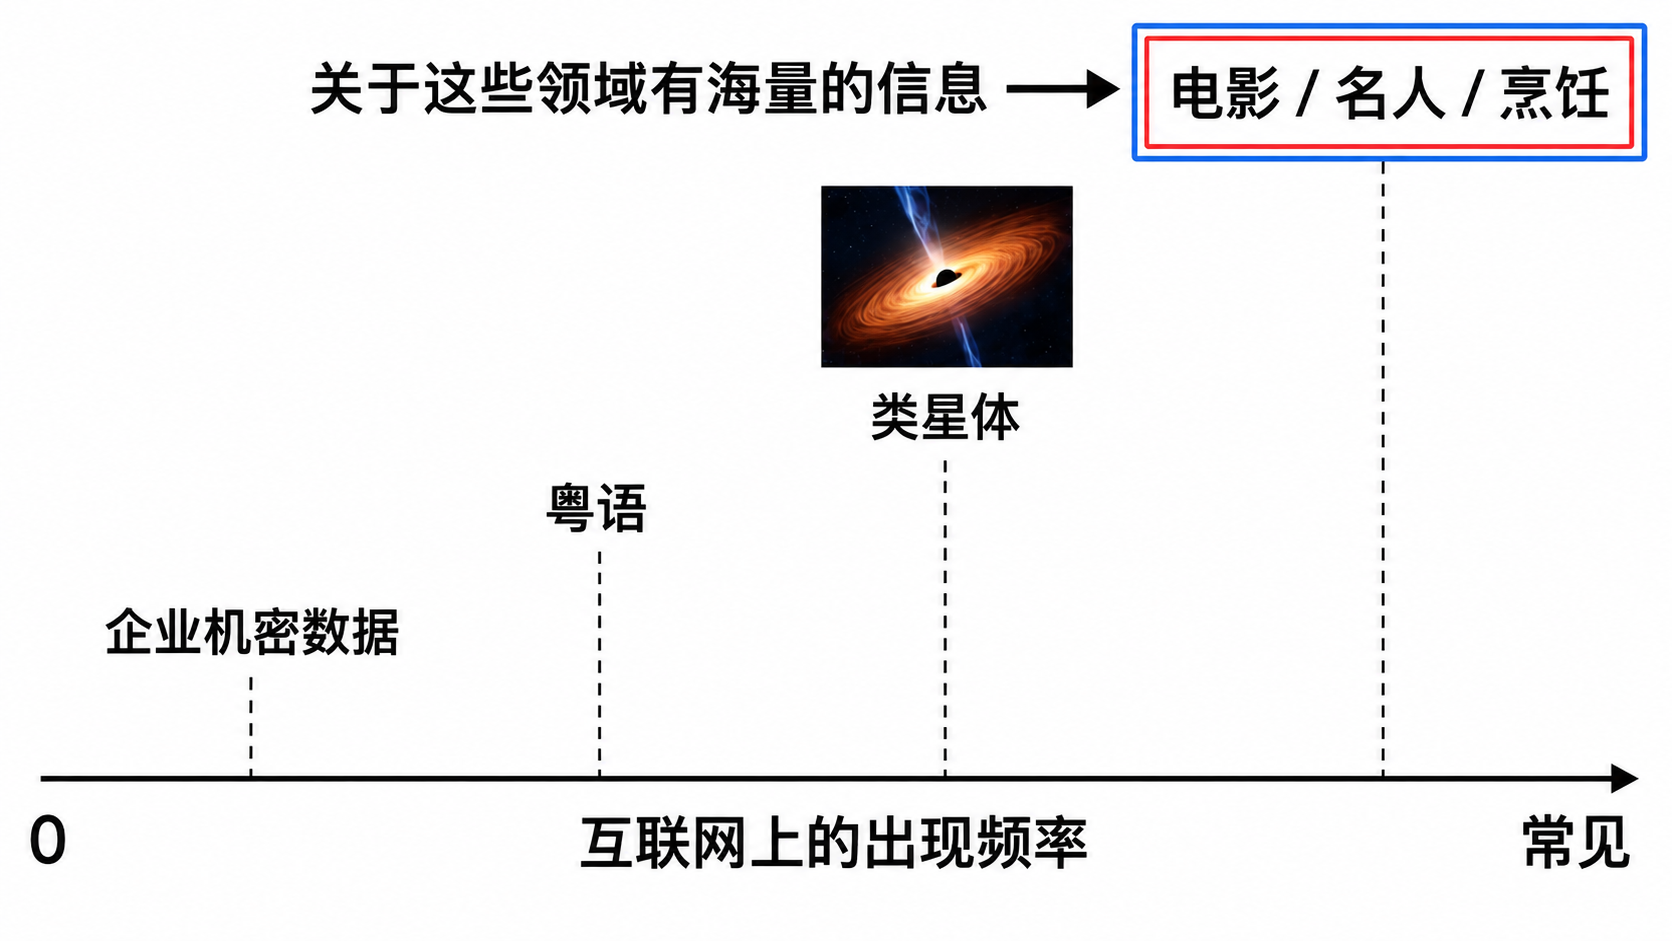 关于这些领域有海量的信息
电影 / 名人 / 烹饪
类星体
粤语
企业机密数据
0
互联网上的出现频率
常见